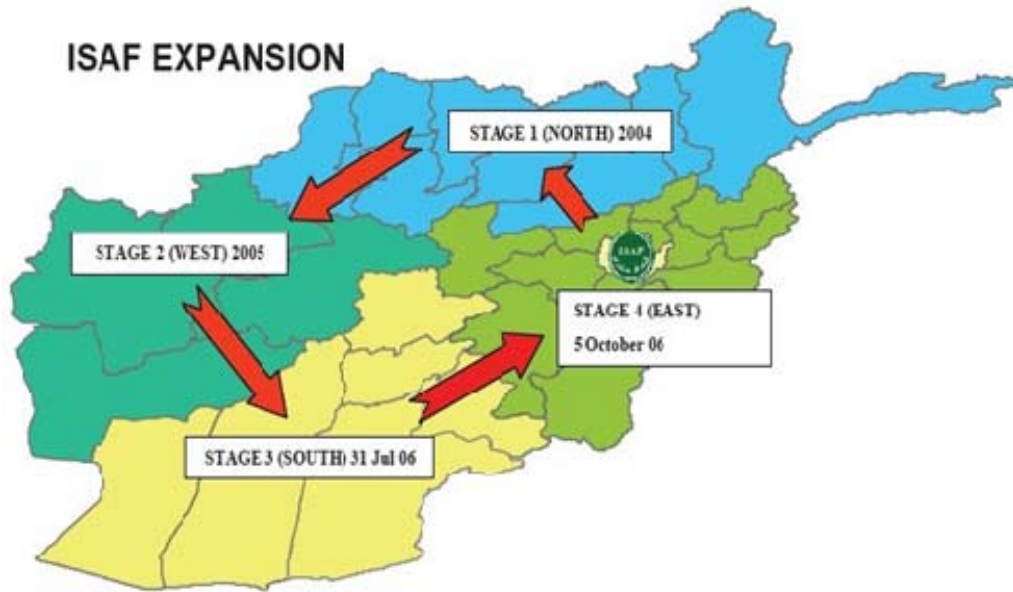 ISAF EXPANSION
STAGE 1 (NORTH) 2004
STAGE 2 (WEST) 2005
ISAF
STAGE 4 (EAST)
5 October 06
STAGE 3 (SOUTH) 31 Jul 06